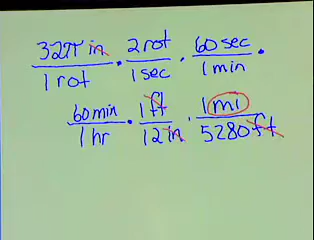 32π in / 1 rot · 2 rot / 1 sec · 60 sec / 1 min ·
60 min / 1 hr · 1 ft / 12 in · 1 mi / 5280 ft